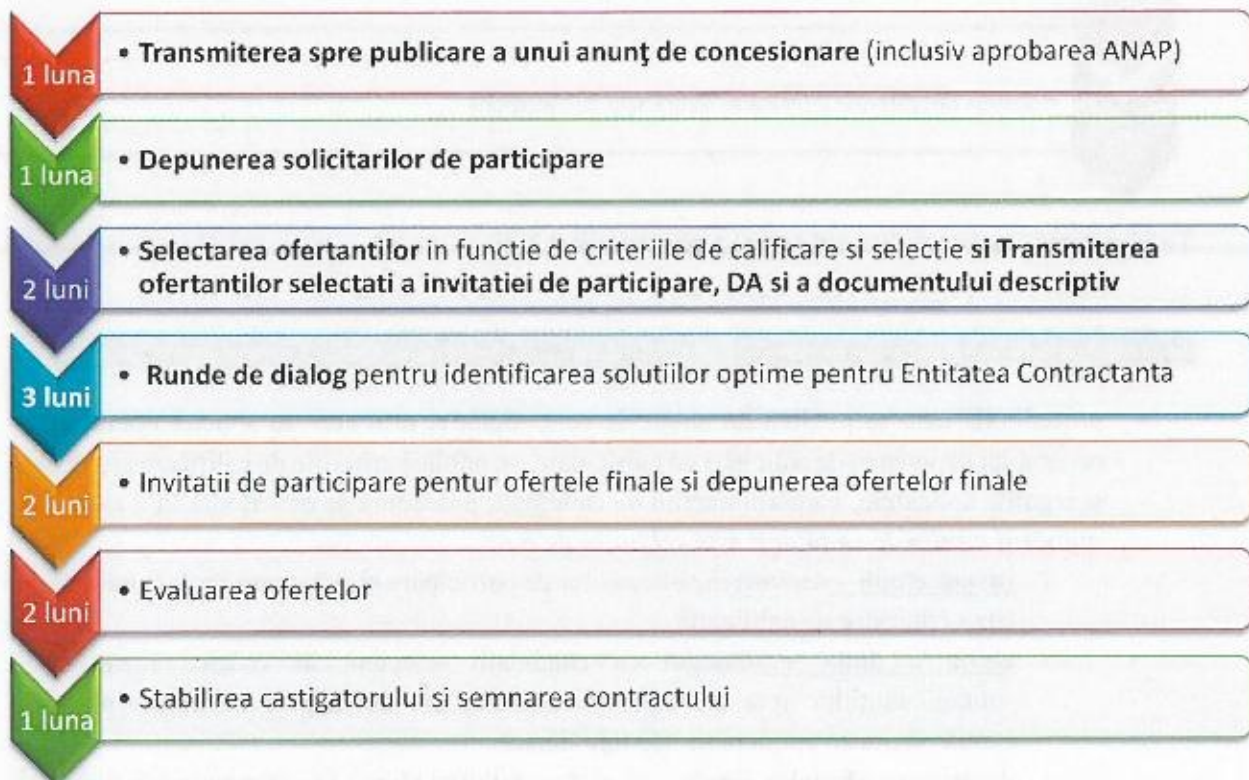 1 luna
• Transmiterea spre publicare a unui anunţ de concesionare (inclusiv aprobarea ANAP)
1 luna
• Depunerea solicitarilor de participare
2 luni
• Selectarea ofertantilor in functie de criteriile de calificare si selectie si Transmiterea
ofertantilor selectati a invitatiei de participare, DA si a documentului descriptiv
3 luni
• Runde de dialog pentru identificarea solutiilor optime pentru Entitatea Contractanta
2 luni
• Invitatii de participare pentur ofertele finale si depunerea ofertelor finale
2 luni
• Evaluarea ofertelor
1 luna
• Stabilirea castigatorului si semnarea contractului